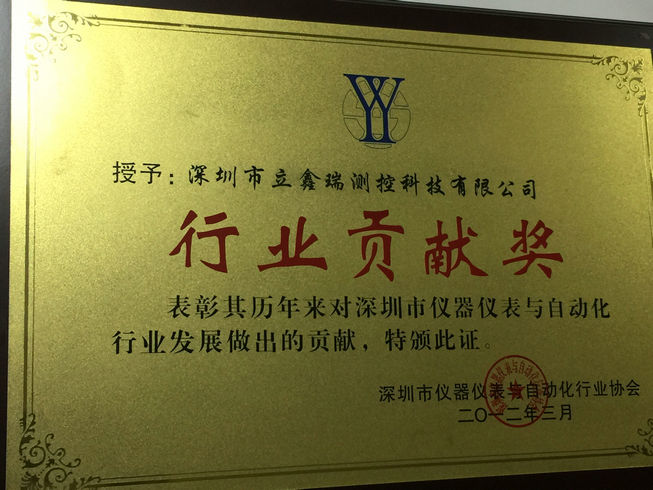 授予：深圳市立鑫瑞测控科技有限公司
行业贡献奖
表彰其历年来对深圳市仪器仪表与自动化
行业发展做出的贡献，特颁此证。
深圳市仪器仪表与自动化行业协会
二〇一二年三月